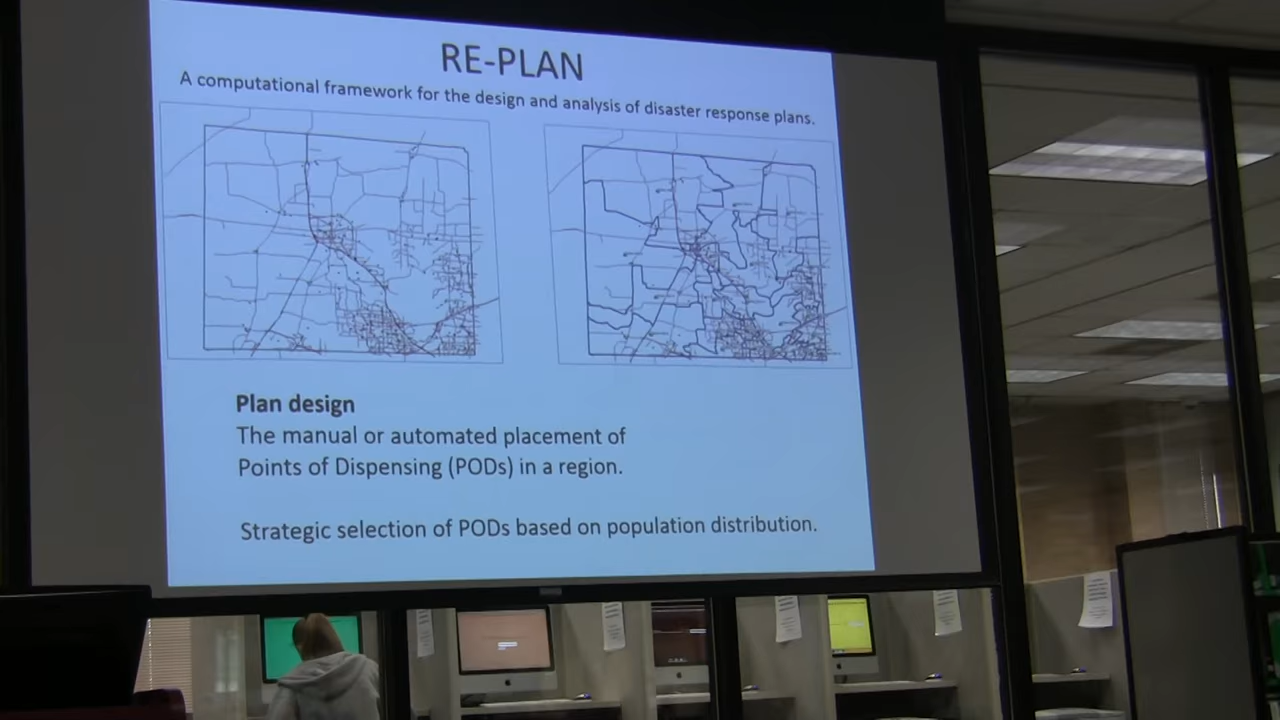 RE-PLAN
A computational framework for the design and analysis of disaster response plans.
Plan design
The manual or automated placement of
Points of Dispensing (PODs) in a region.
Strategic selection of PODs based on population distribution.